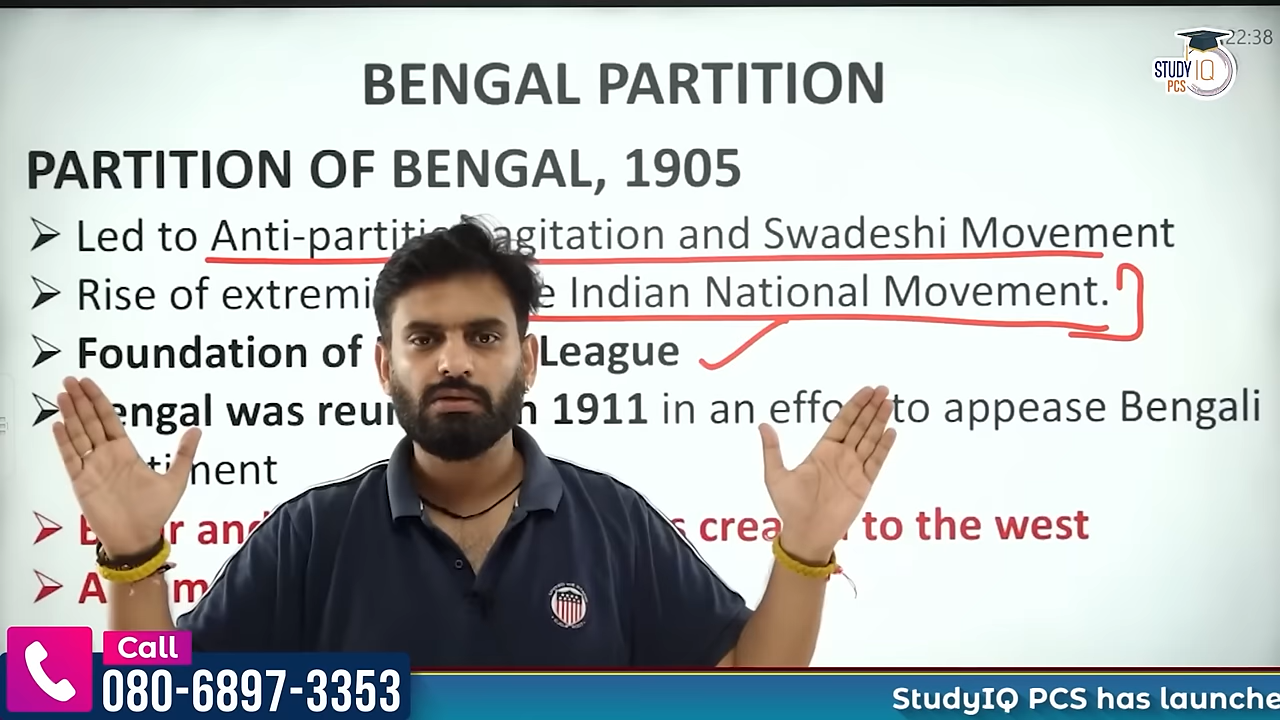 22:38
STUDY IQ
PCS
BENGAL PARTITION
PARTITION OF BENGAL, 1905
➢ Led to Anti-partiti agitation and Swadeshi Movement
➢ Rise of extremi e Indian National Movement.
➢ Foundation of League
➢ engal was reu n 1911 in an effo to appease Bengali
timent
➢ and s crea to the west
➢
Call
080-6897-3353
StudyIQ PCS has launche